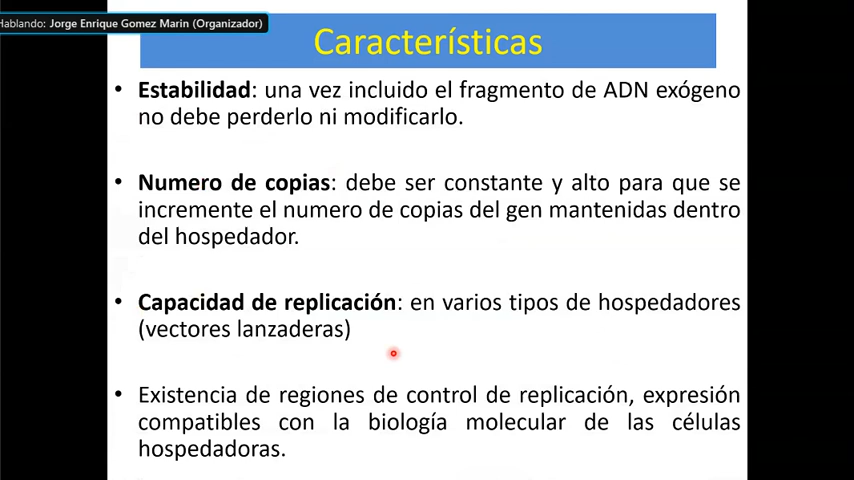 Hablando: Jorge Enrique Gomez Marin (Organizador)
Características
• Estabilidad: una vez incluido el fragmento de ADN exógeno
no debe perderlo ni modificarlo.
• Numero de copias: debe ser constante y alto para que se
incremente el numero de copias del gen mantenidas dentro
del hospedador.
• Capacidad de replicación: en varios tipos de hospedadores
(vectores lanzaderas)
• Existencia de regiones de control de replicación, expresión
compatibles con la biología molecular de las células
hospedadoras.